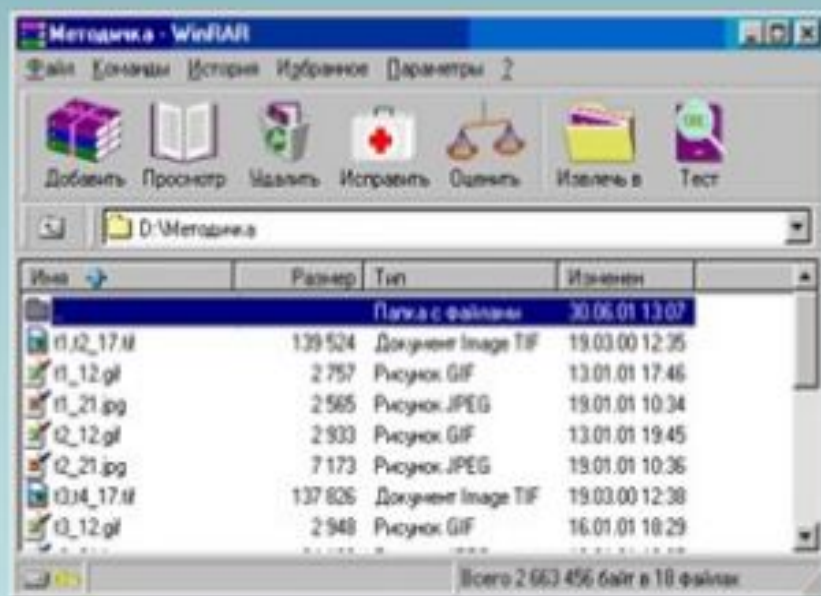 Методичка - WinRAR
Файл Команды История Избранное Параметры ?
Добавить Просмотр Удалить Исправить Оценить Извлечь в Тест
D:\Методичка
Имя Размер Тип Изменен
.. Папка с файлами 30.06.01 13:07
t1,t2_17.tif 139 524 Документ Image TIF 19.03.00 12:35
t1_12.gif 2 757 Рисунок GIF 13.01.01 17:46
t1_21.jpg 2 565 Рисунок JPEG 19.01.01 10:34
t2_12.gif 2 933 Рисунок GIF 13.01.01 19:45
t2_21.jpg 7 173 Рисунок JPEG 19.01.01 10:36
t3,t4_17.tif 137 826 Документ Image TIF 19.03.00 12:38
t3_12.gif 2 948 Рисунок GIF 16.01.01 18:29
Всего 2 663 456 байт в 18 файлах